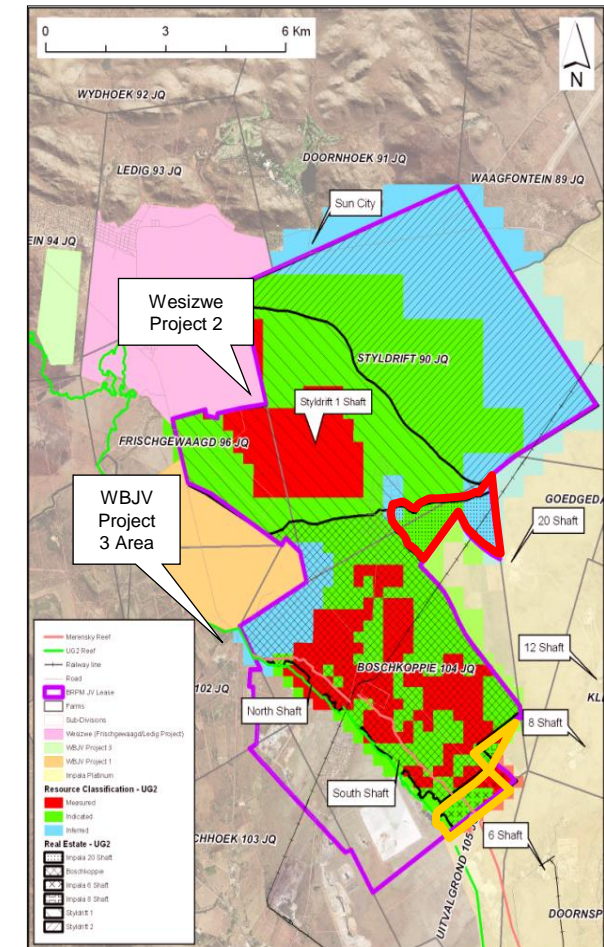 0 3 6 Km
N
WYDHOEK 92 JQ
DOORNHOEK 91 JQ
LEDIG 93 JQ
WAAGFONTEIN 89 JQ
Sun City
EIN 94 JQ
Wesizwe
Project 2
STYLDRIFT 90 JQ
Styldrift 1 Shaft
FRISCHGEWAAGD 96 JQ
WBJV
Project
3 Area
GOEDGEDA
20 Shaft
12 Shaft
BOSCHKOPPIE 104 JQ
KLI
102 JQ
North Shaft
8 Shaft
South Shaft
6 Shaft
CHHOEK 103 JQ
UITVALGROND 105 J
DOORNSP
Merensky Reef
UG2 Reef
Railway line
Road
BRPM JV Lease
Farms
Sub-Divisions
Wesizwe (Frischgewaagd/Ledig Project)
WBJV Project 3
WBJV Project 1
Impala Platinum
Resource Classification - UG2
Measured
Indicated
Inferred
Real Estate - UG2
Impala 20 Shaft
Boschkoppie
Impala 6 Shaft
Impala 8 Shaft
Styldrift 1
Styldrift 2